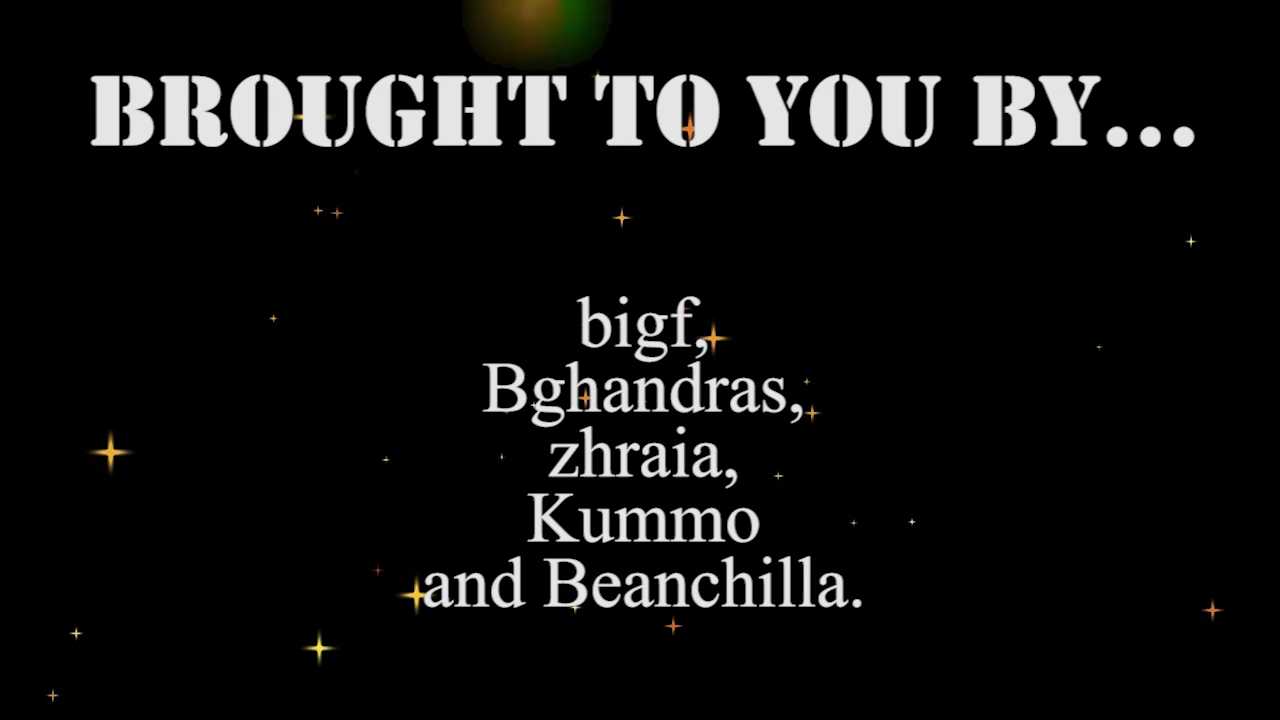 BROUGHT TO YOU BY...
bigf,
Bghandras,
zhraia,
Kummo
and Beanchilla.